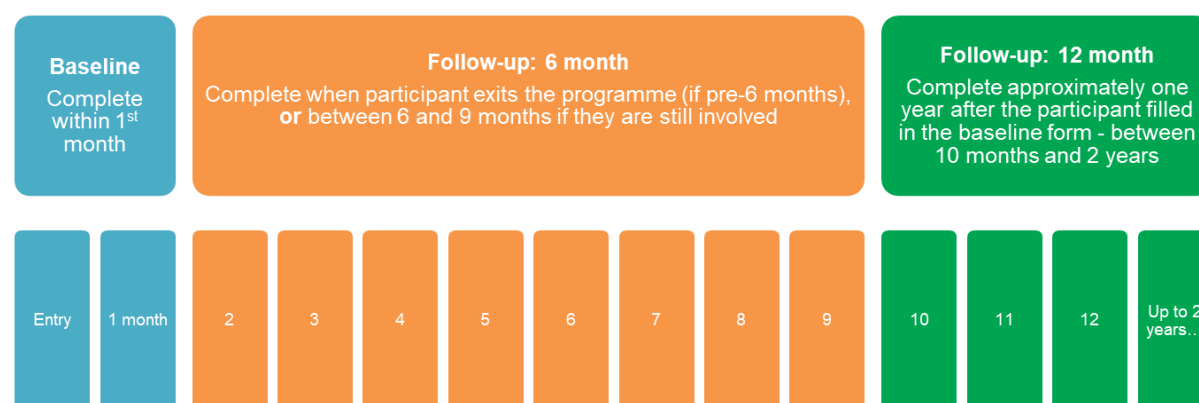 Baseline
Complete
within 1st
month
Follow-up: 6 month
Complete when participant exits the programme (if pre-6 months),
or between 6 and 9 months if they are still involved
Follow-up: 12 month
Complete approximately one
year after the participant filled
in the baseline form - between
10 months and 2 years
Entry
1 month
2
3
4
5
6
7
8
9
10
11
12
Up to 2
years…